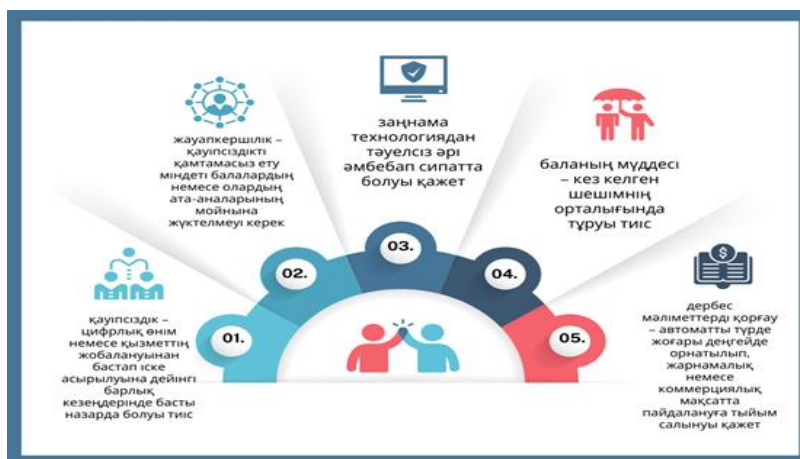 қауіпсіздік –
цифрлық өнім
немесе қызметтің
жобалануынан
бастап іске
асырылуына дейінгі
барлық
кезеңдерінде басты
назарда болуы тиіс
01.
жауапкершілік –
қауіпсіздікті
қамтамасыз ету
міндеті балалардың
немесе олардың
ата-аналарының
мойнына
жүктелмеуі керек
02.
заңнама
технологиядан
тәуелсіз әрі
әмбебап сипатта
болуы қажет
03.
баланың мүддесі
– кез келген
шешімнің
орталығында
тұруы тиіс
04.
дербес
мәліметтерді қорғау
– автоматты түрде
жоғары деңгейде
орнатылып,
жарнамалық
немесе
коммерциялық
мақсатта
пайдалануға тыйым
салынуы қажет
05.
$